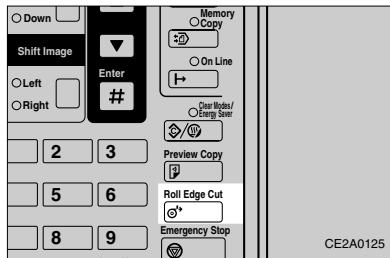 Down
Memory
Copy
Shift Image
On Line
Left
Right
Enter
#
Clear Modes/
Energy Saver
2
3
Preview Copy
5
6
Roll Edge Cut
8
9
Emergency Stop
CE2A0125